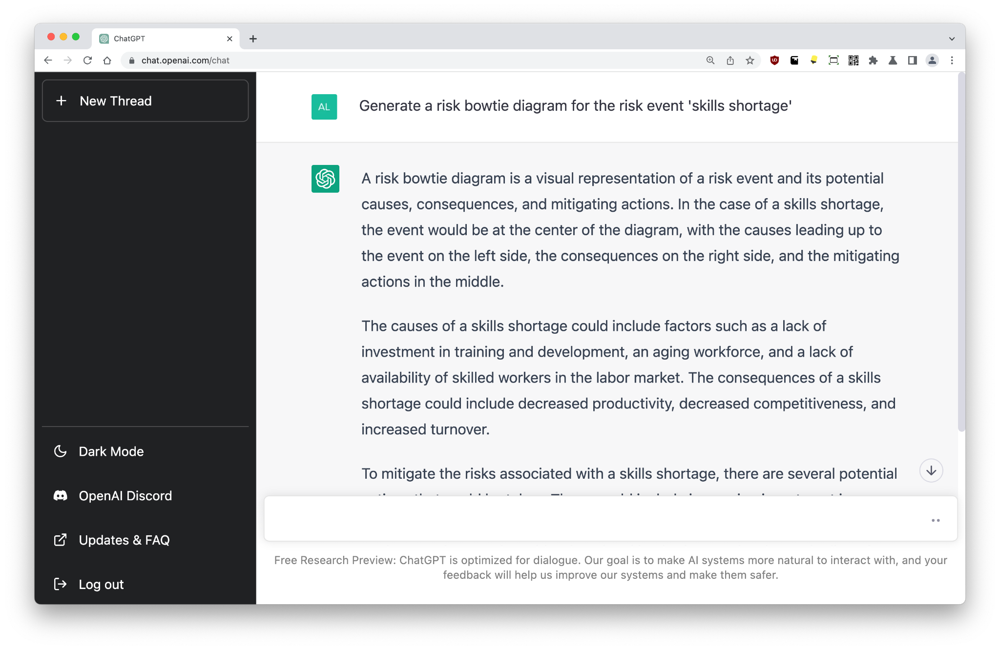 ChatGPT
chat.openai.com/chat
New Thread
AL
Generate a risk bowtie diagram for the risk event 'skills shortage'
A risk bowtie diagram is a visual representation of a risk event and its potential
causes, consequences, and mitigating actions. In the case of a skills shortage,
the event would be at the center of the diagram, with the causes leading up to
the event on the left side, the consequences on the right side, and the mitigating
actions in the middle.
The causes of a skills shortage could include factors such as a lack of
investment in training and development, an aging workforce, and a lack of
availability of skilled workers in the labor market. The consequences of a skills
shortage could include decreased productivity, decreased competitiveness, and
increased turnover.
To mitigate the risks associated with a skills shortage, there are several potential
Dark Mode
OpenAI Discord
Updates & FAQ
Log out
Free Research Preview: ChatGPT is optimized for dialogue. Our goal is to make AI systems more natural to interact with, and your
feedback will help us improve our systems and make them safer.